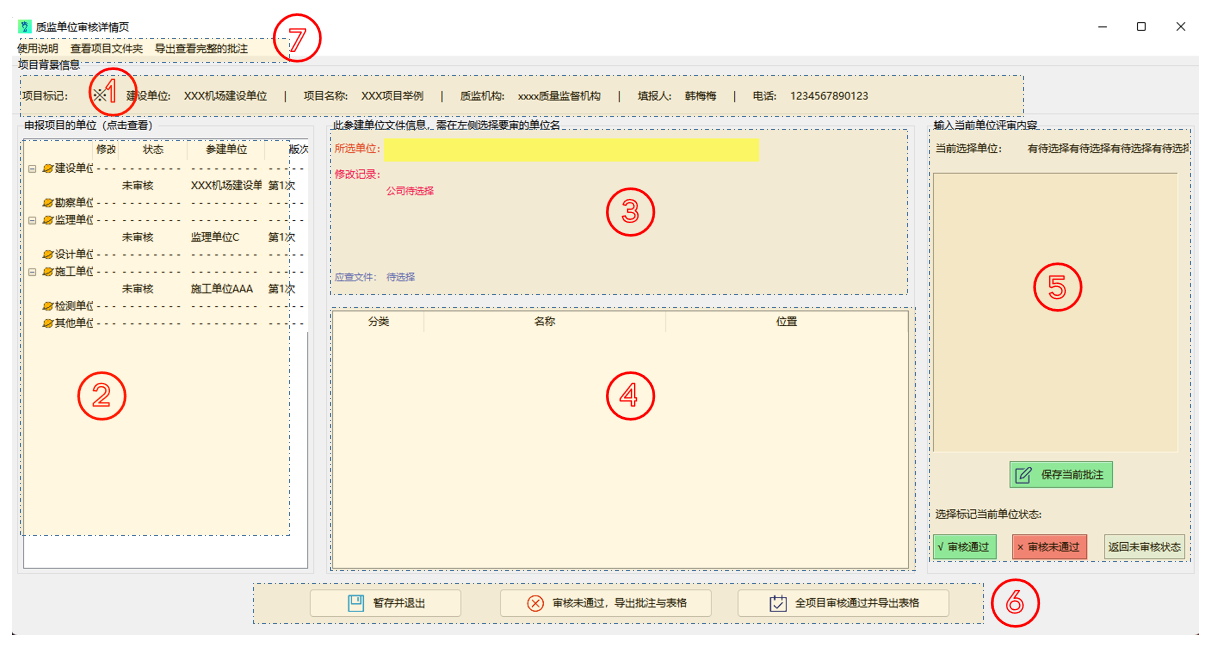 质监单位审核详情页
使用说明 查看项目文件夹 导出查看完整的批注
⑦
项目背景信息
项目标记: ※1 建设单位: XXX机场建设单位 | 项目名称: XXX项目举例 | 质监机构: xxxx质量监督机构 | 填报人: 韩梅梅 | 电话: 1234567890123
①
申报项目的单位（点击查看）
修改 状态 参建单位 版次
建设单位 - - - - - - - - - - - - - - - - - - - - - -
未审核 XXX机场建设单 第1次
勘察单位 - - - - - - - - - - - - - - - - - - - - - -
监理单位 - - - - - - - - - - - - - - - - - - - - - -
未审核 监理单位C 第1次
设计单位 - - - - - - - - - - - - - - - - - - - - - -
施工单位 - - - - - - - - - - - - - - - - - - - - - -
未审核 施工单位AAA 第1次
检测单位 - - - - - - - - - - - - - - - - - - - - - -
其他单位 - - - - - - - - - - - - - - - - - - - - - -
②
此参建单位文件信息，需在左侧选择要审的单位名
所选单位:
修改记录:
公司待选择
③
应查文件: 待选择
分类 名称 位置
④
输入当前单位评审内容
当前选择单位: 有待选择有待选择有待选择有待选择
⑤
保存当前批注
选择标记当前单位状态:
√ 审核通过 × 审核未通过 返回未审核状态
暂存并退出 审核未通过，导出批注与表格 全项目审核通过并导出表格
⑥